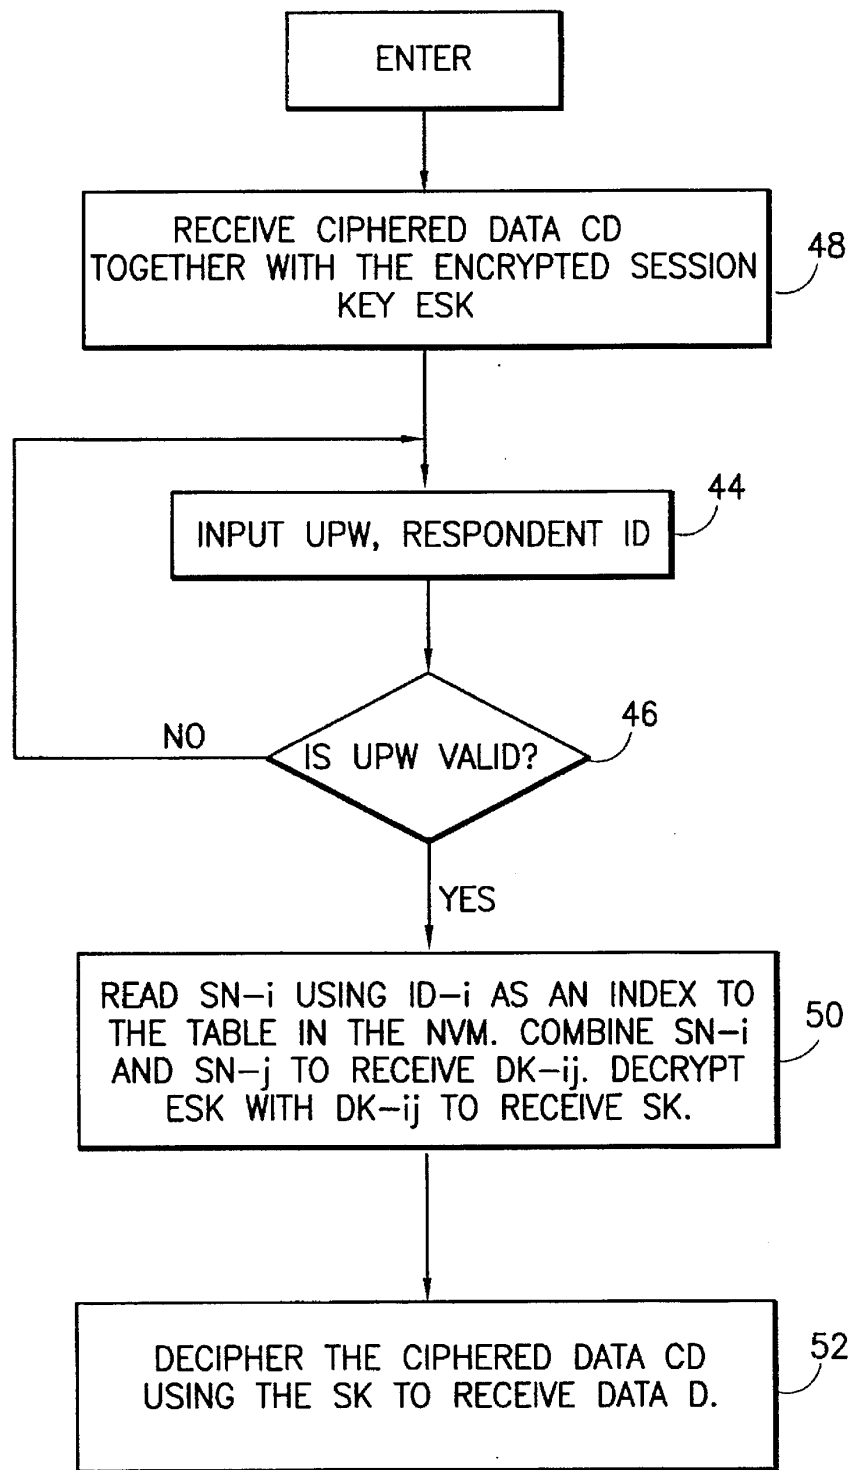 ENTER
RECEIVE CIPHERED DATA CD
TOGETHER WITH THE ENCRYPTED SESSION
KEY ESK
48
INPUT UPW, RESPONDENT ID
44
IS UPW VALID?
46
NO
YES
READ SN-i USING ID-i AS AN INDEX TO
THE TABLE IN THE NVM. COMBINE SN-i
AND SN-j TO RECEIVE DK-ij. DECRYPT
ESK WITH DK-ij TO RECEIVE SK.
50
DECIPHER THE CIPHERED DATA CD
USING THE SK TO RECEIVE DATA D.
52